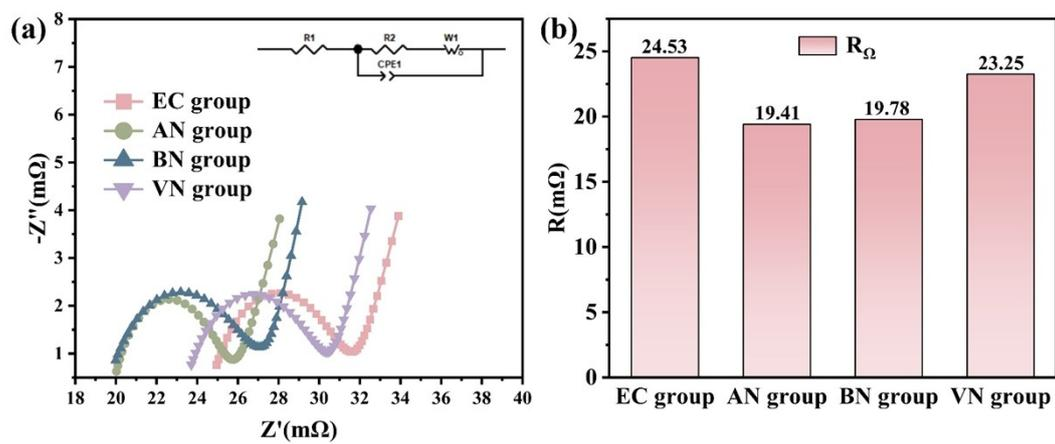 (a)
8
7
6
5
4
3
2
1
-Z''(mΩ)
R1
R2
W1
CPE1
EC group
AN group
BN group
VN group
18 20 22 24 26 28 30 32 34 36 38 40
Z'(mΩ)
(b)
25
20
15
10
5
0
R(mΩ)
R_Ω
24.53
19.41
19.78
23.25
EC group AN group BN group VN group